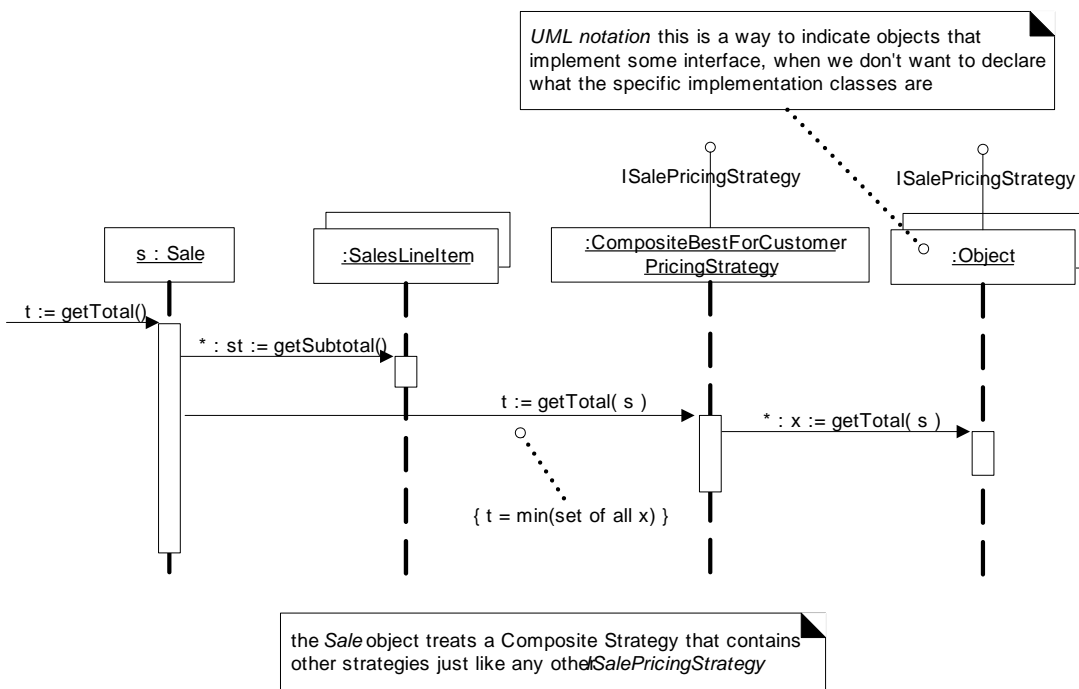 UML notation this is a way to indicate objects that
implement some interface, when we don't want to declare
what the specific implementation classes are
ISalePricingStrategy
ISalePricingStrategy
s : Sale
:SalesLineItem
:CompositeBestForCustomer
PricingStrategy
:Object
t := getTotal()
* : st := getSubtotal()
t := getTotal( s )
* : x := getTotal( s )
{ t = min(set of all x) }
the Sale object treats a Composite Strategy that contains
other strategies just like any other ISalePricingStrategy